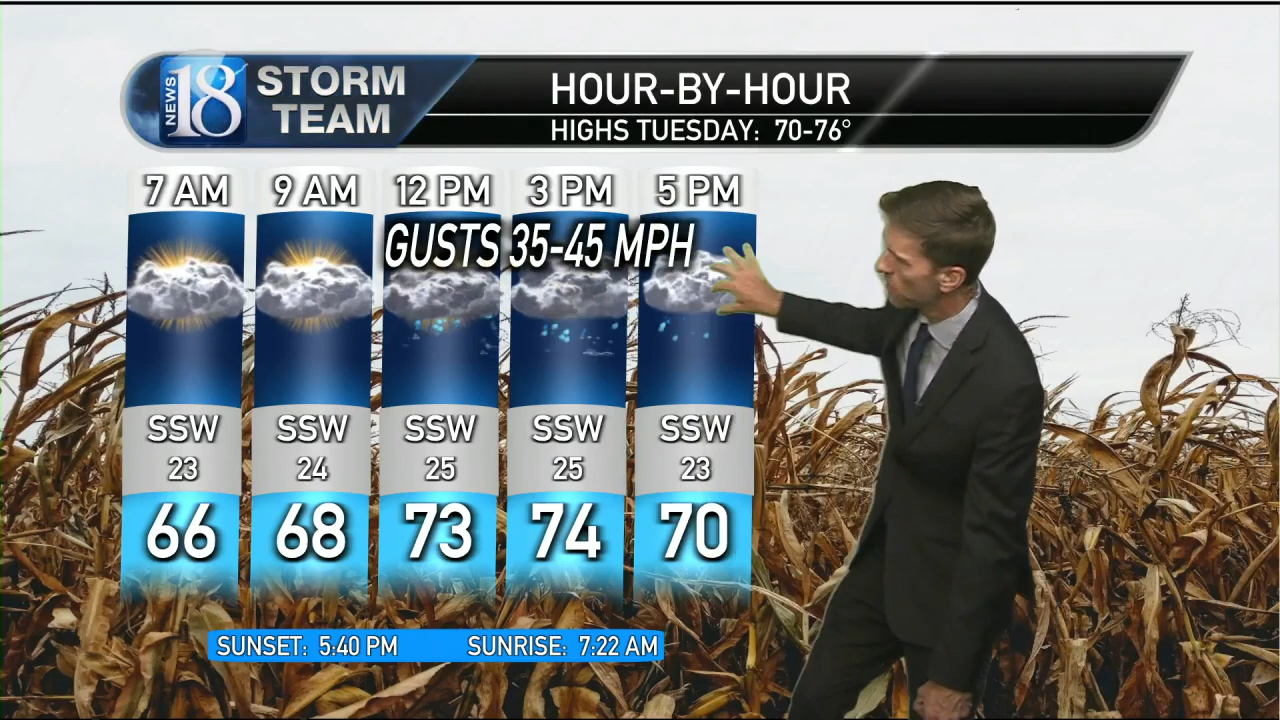 NEWS 18 STORM TEAM
HOUR-BY-HOUR
HIGHS TUESDAY: 70-76°
7 AM 9 AM 12 PM 3 PM 5 PM
GUSTS 35-45 MPH
SSW SSW SSW SSW SSW
23 24 25 25 23
66 68 73 74 70
SUNSET: 5:40 PM SUNRISE: 7:22 AM